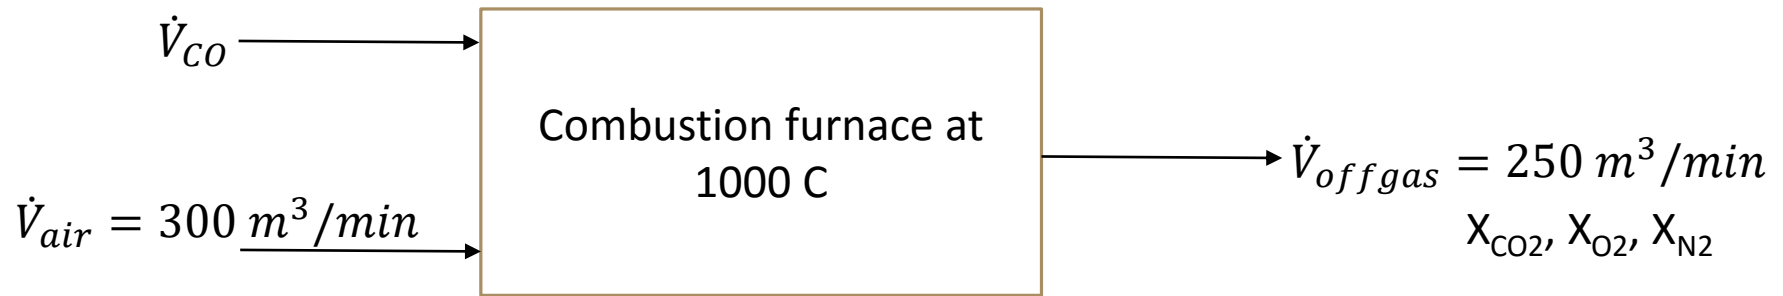 V̇_CO
Combustion furnace at
1000 C
V̇_air = 300 m³/min
V̇_offgas = 250 m³/min
X_CO2, X_O2, X_N2